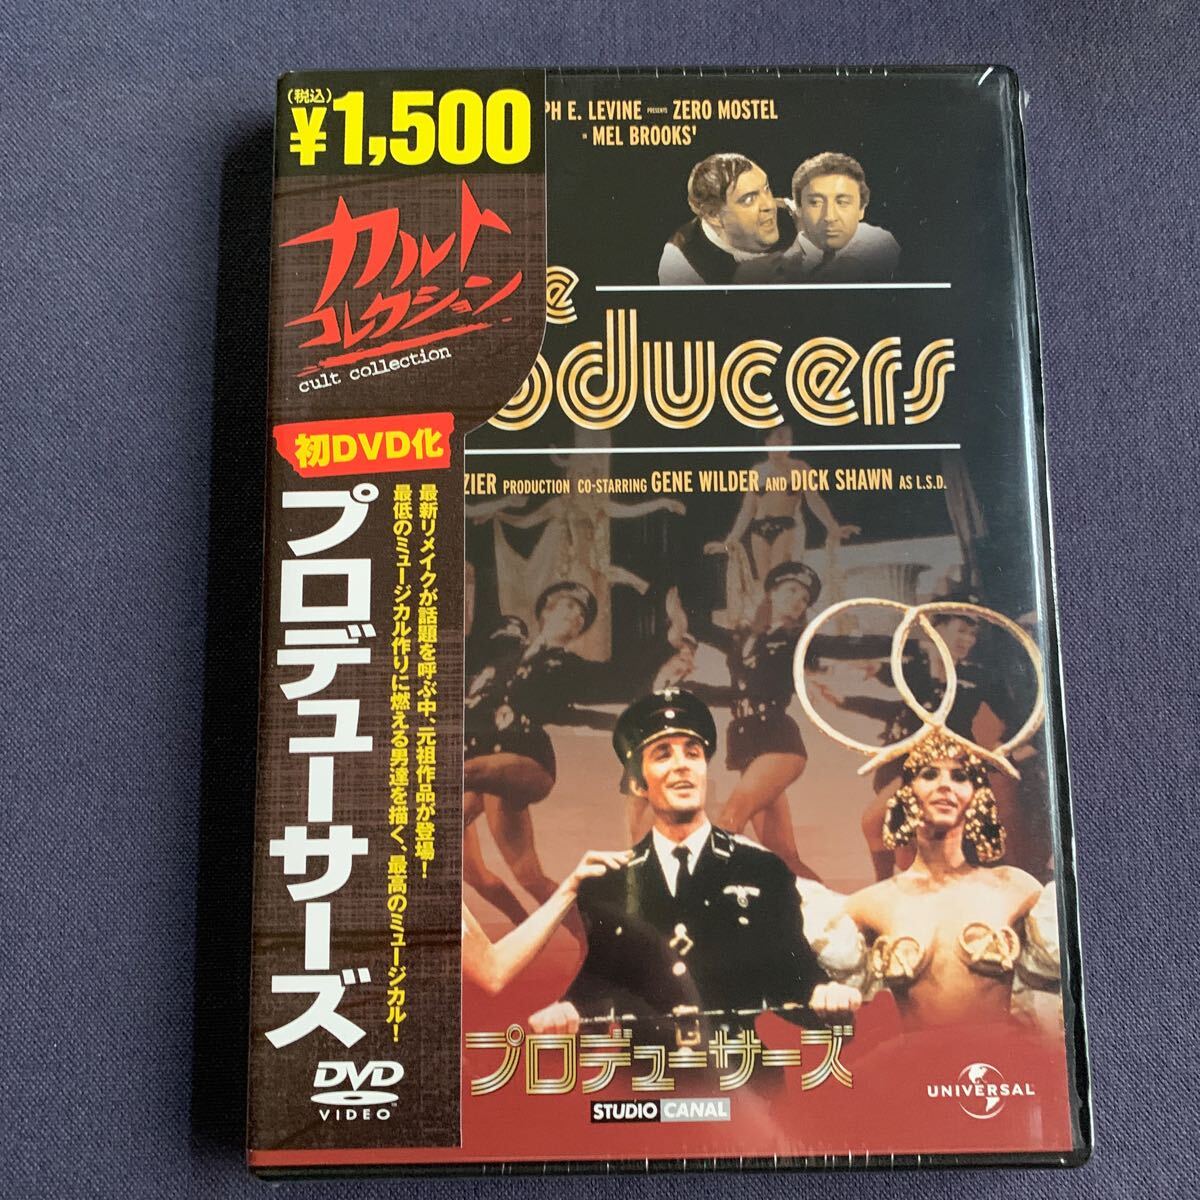 (税込)
¥1,500
カルト
コレクション
cult collection
初DVD化
プロデューサーズ
最新リメイクが話題を呼ぶ中、元祖作品が登場！
最低のミュージカル作りに燃える男達を描く、最高のミュージカル！
DVD
VIDEO
PH E. LEVINE PRESENTS ZERO MOSTEL
IN MEL BROOKS'
e
oducers
ZIER PRODUCTION CO-STARRING GENE WILDER AND DICK SHAWN AS L.S.D.
プロデューサーズ
STUDIO CANAL
UNIVERSAL